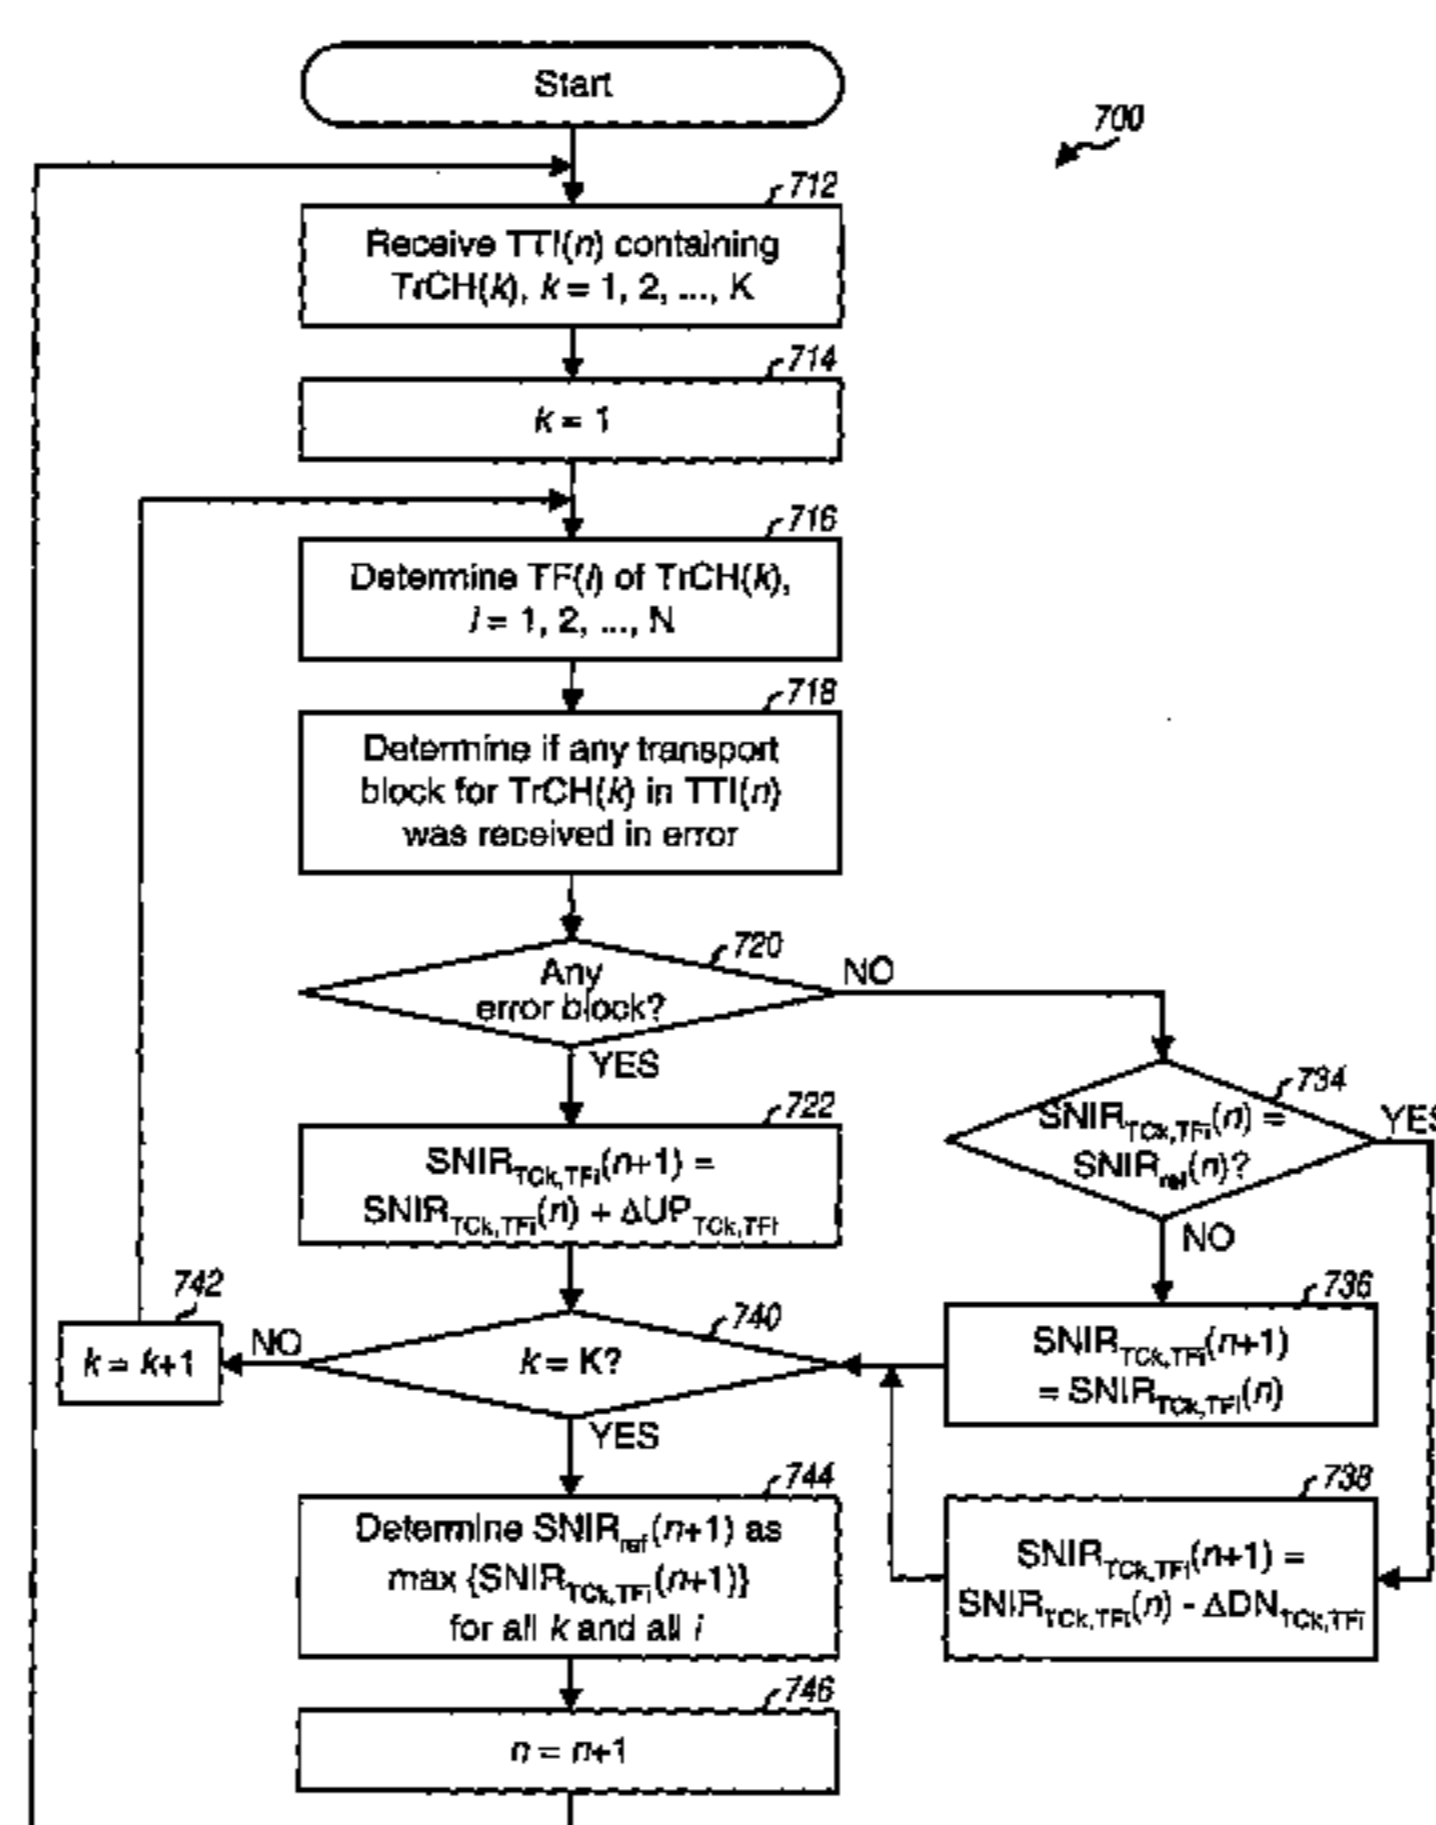 Start
700
712
Receive TTI(n) containing
TrCH(k), k = 1, 2, ..., K
714
k = 1
716
Determine TF(i) of TrCH(k),
i = 1, 2, ..., N
718
Determine if any transport
block for TrCH(k) in TTI(n)
was received in error
720
Any
error block?
NO
YES
734
SNIR_TCk,TFi(n) =
SNIR_ref(n)?
YES
NO
722
SNIR_TCk,TFi(n+1) =
SNIR_TCk,TFi(n) + ΔUP_TCk,TFi
736
SNIR_TCk,TFi(n+1)
= SNIR_TCk,TFi(n)
742
k = k+1
NO
740
k = K?
YES
738
SNIR_TCk,TFi(n+1) =
SNIR_TCk,TFi(n) - ΔDN_TCk,TFi
744
Determine SNIR_ref(n+1) as
max {SNIR_TCk,TFi(n+1)}
for all k and all i
746
n = n+1